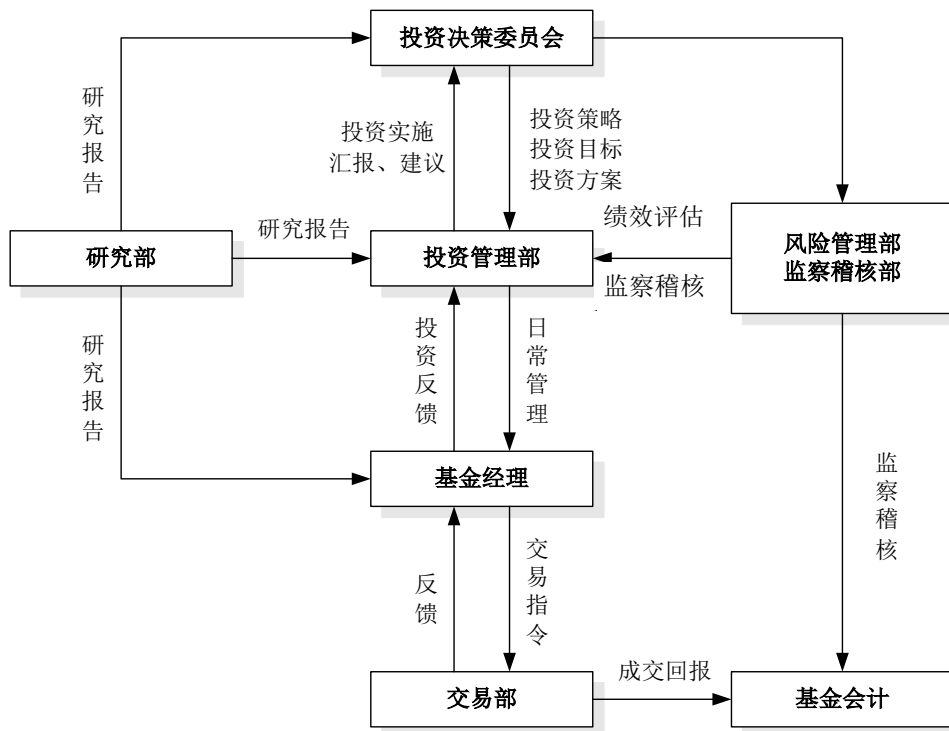 投资决策委员会
研究报告
投资实施
汇报、建议
投资策略
投资目标
投资方案
绩效评估
研究报告
研究部
投资管理部
风险管理部
监察稽核部
监察稽核
研究报告
投资反馈
日常管理
基金经理
监察稽核
反馈
交易指令
成交回报
交易部
基金会计